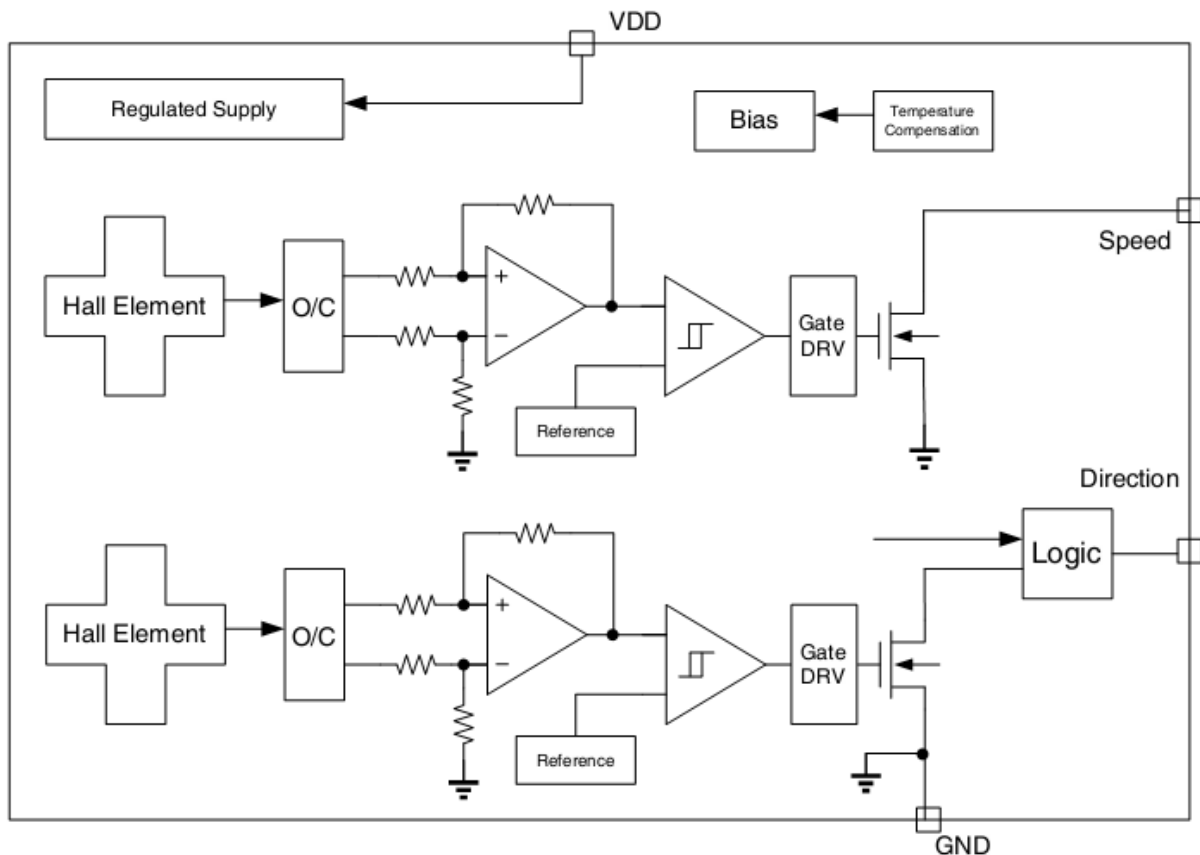 VDD
Regulated Supply
Bias
Temperature
Compensation
Speed
Hall Element
O/C
+
−
Gate
DRV
Reference
Direction
Logic
Hall Element
O/C
+
−
Gate
DRV
Reference
GND